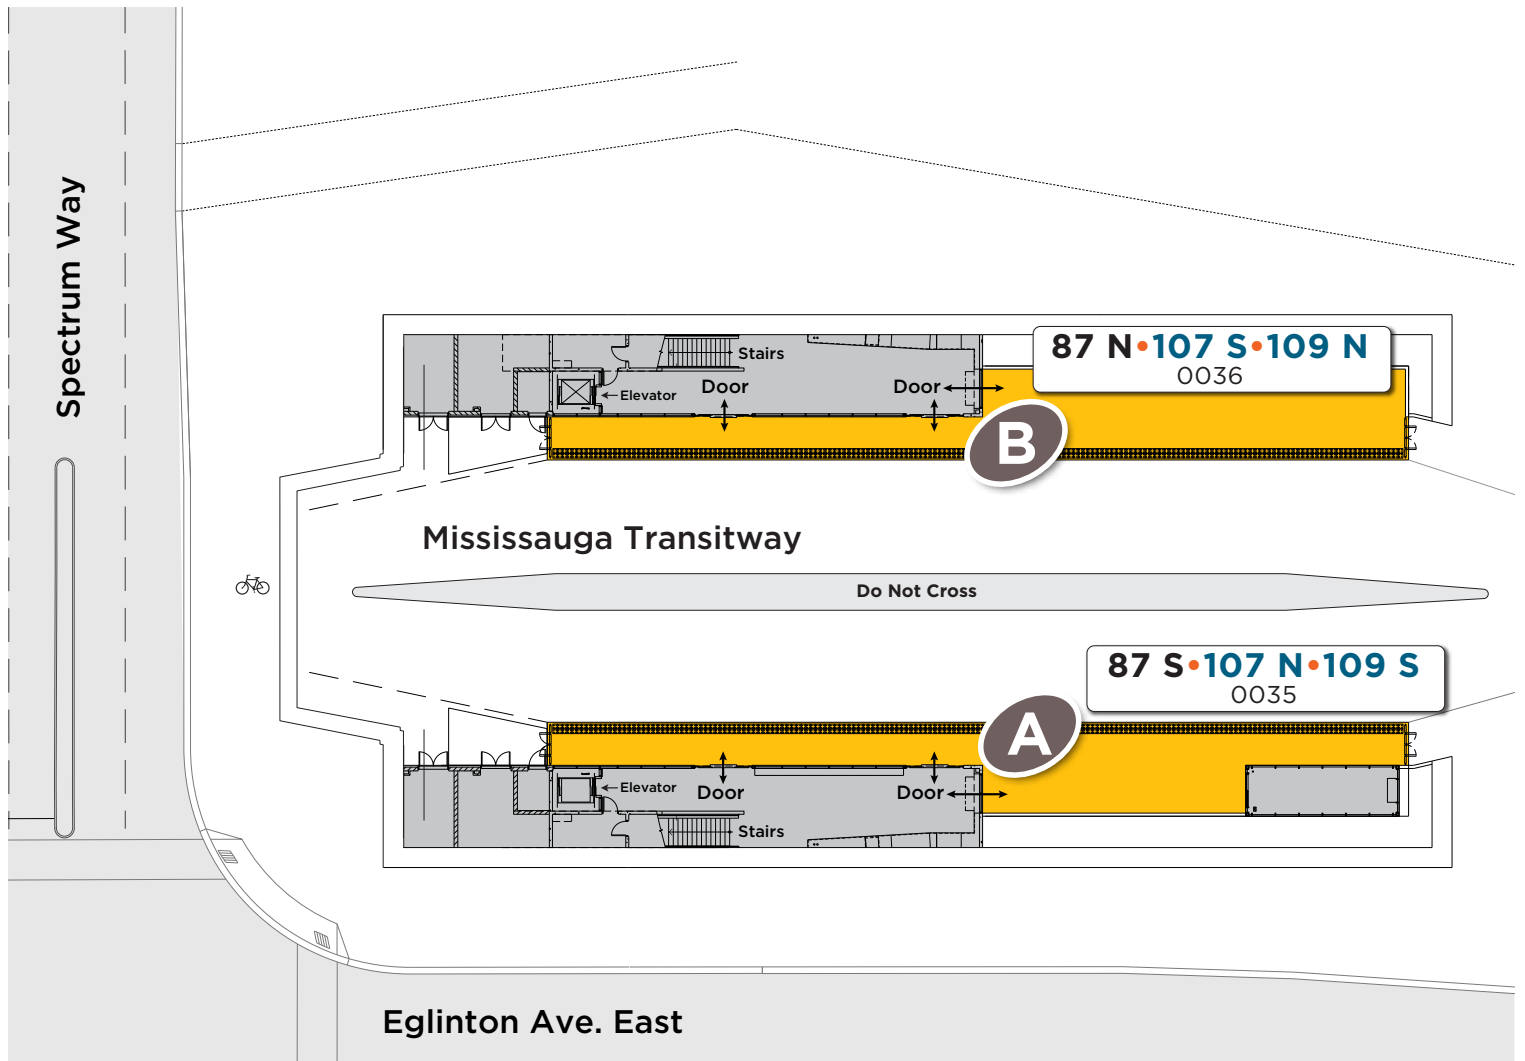 Spectrum Way
87 N•107 S•109 N
0036
Stairs
Elevator
Door
Door
B
Mississauga Transitway
Do Not Cross
87 S•107 N•109 S
0035
A
Elevator
Door
Door
Stairs
Eglinton Ave. East